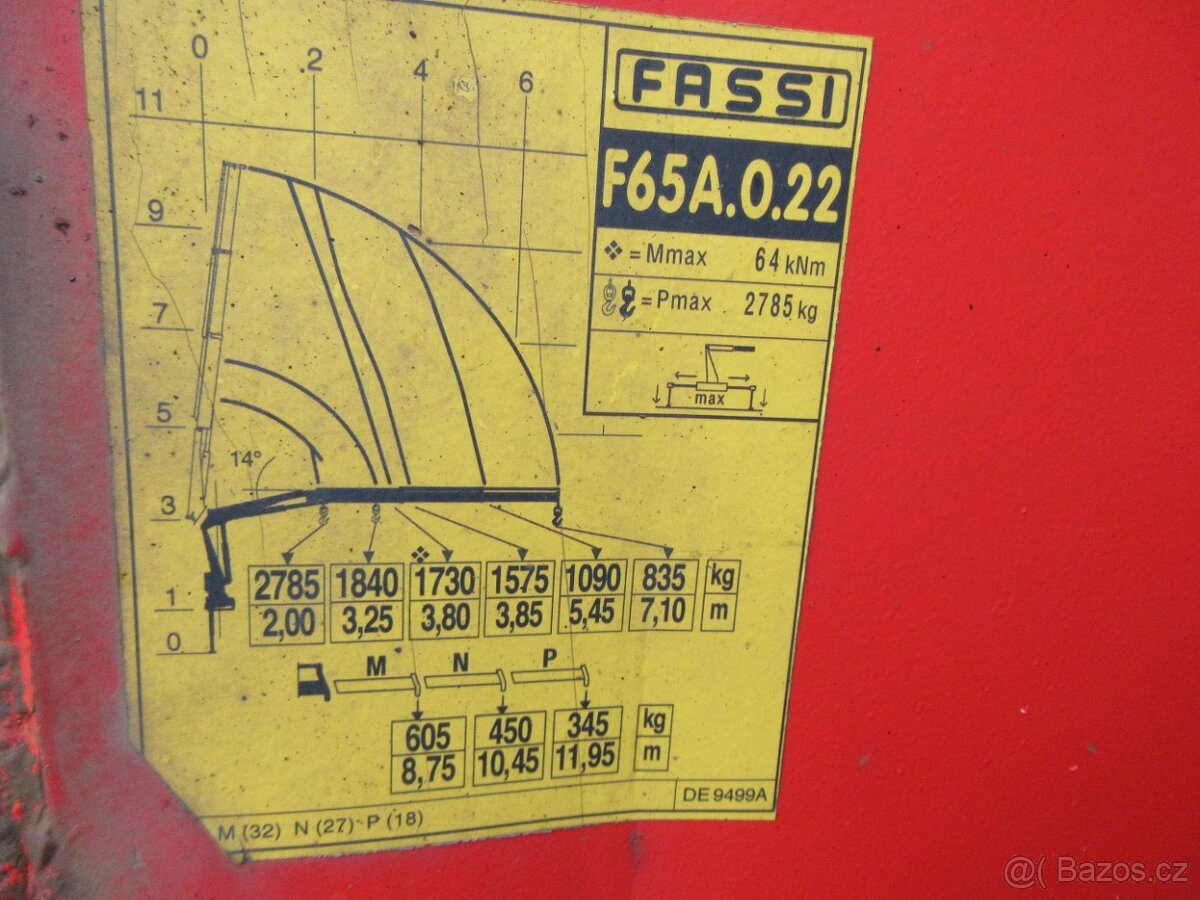 0 2 4 6
11
9
7
5
3
1
0
14°
FASSI
F65A.0.22
❖ = Mmax 64 kNm
= Pmax 2785 kg
max
❖
2785 1840 1730 1575 1090 835 kg
2,00 3,25 3,80 3,85 5,45 7,10 m
M N P
605 450 345 kg
8,75 10,45 11,95 m
DE 9499A
M (32) N (27) P (18)
@( Bazos.cz